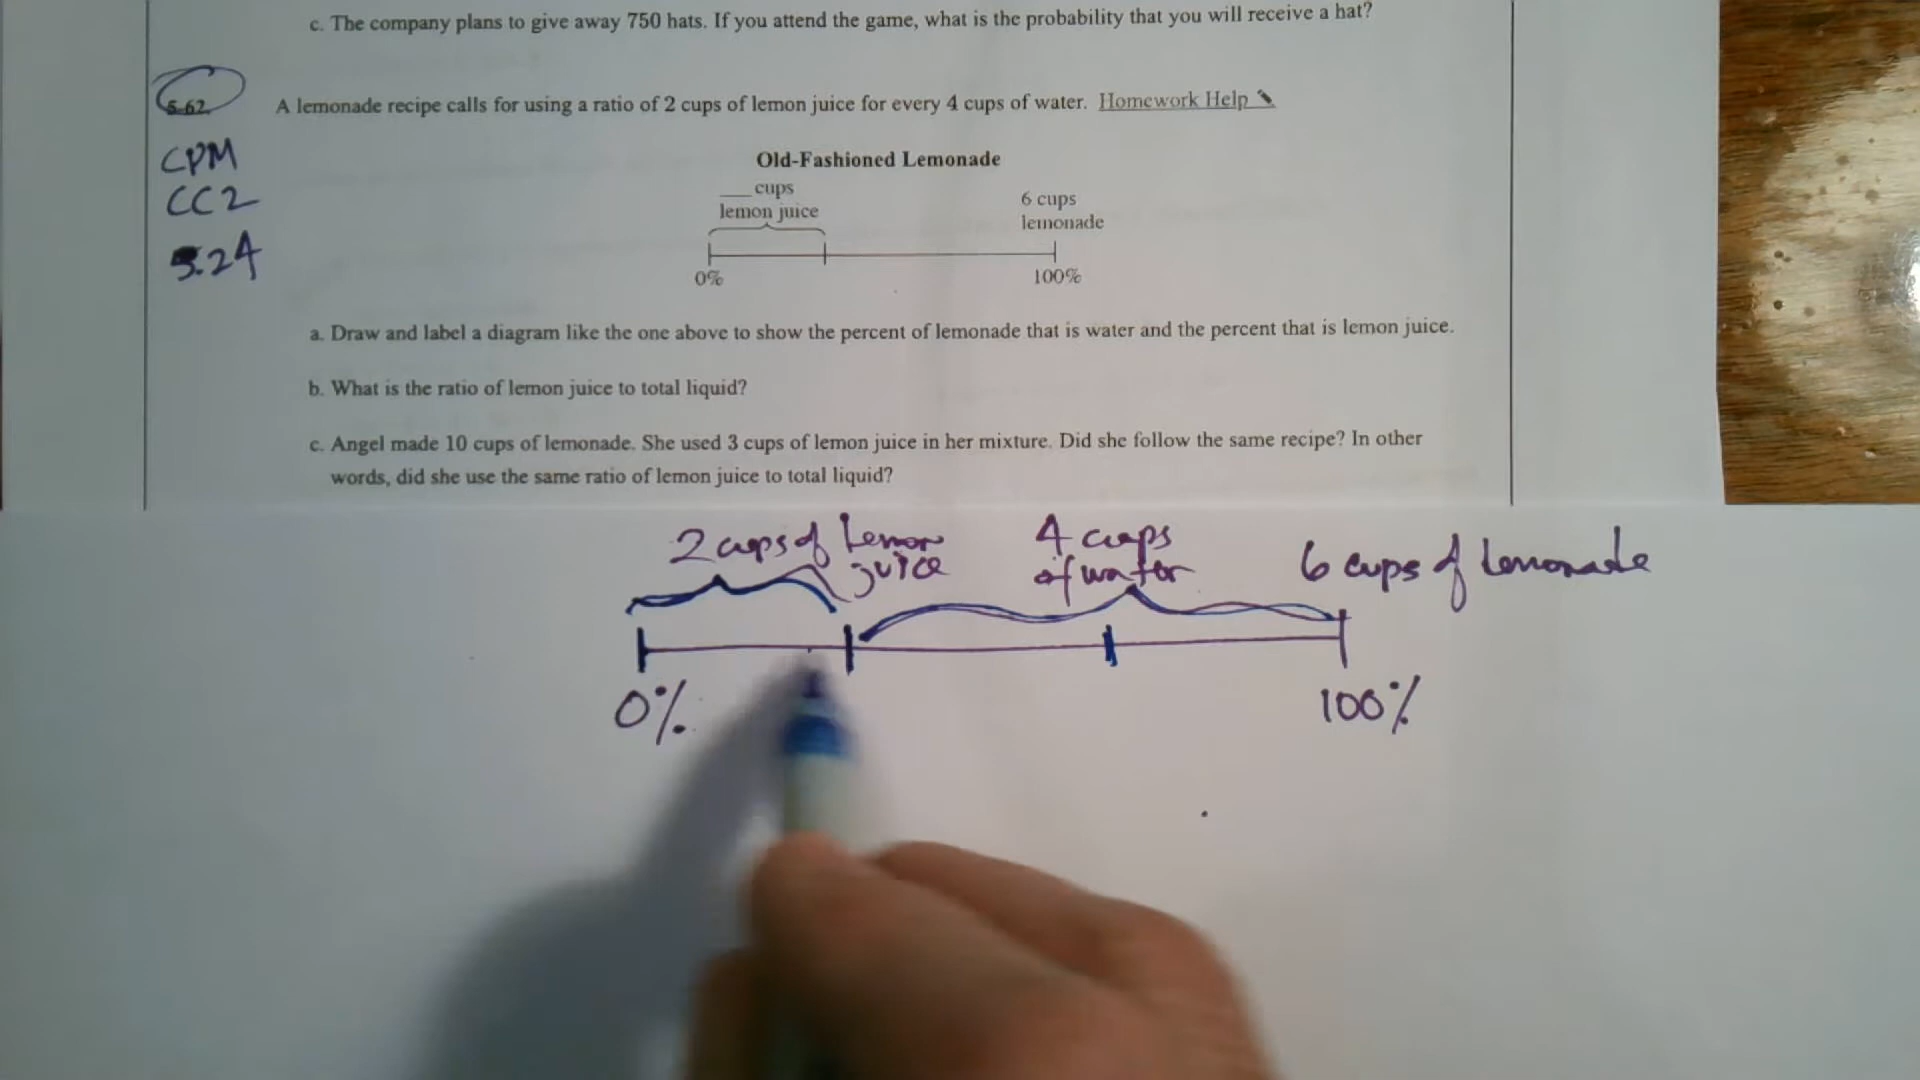 c. The company plans to give away 750 hats. If you attend the game, what is the probability that you will receive a hat?
5-62.
A lemonade recipe calls for using a ratio of 2 cups of lemon juice for every 4 cups of water. Homework Help ✎
CPM
CC2
5.24
Old-Fashioned Lemonade
___ cups
lemon juice
6 cups
lemonade
0%
100%
a. Draw and label a diagram like the one above to show the percent of lemonade that is water and the percent that is lemon juice.
b. What is the ratio of lemon juice to total liquid?
c. Angel made 10 cups of lemonade. She used 3 cups of lemon juice in her mixture. Did she follow the same recipe? In other
words, did she use the same ratio of lemon juice to total liquid?
2 cups of Lemon
juice
4 cups
of water
6 cups of Lemonade
0%
100%